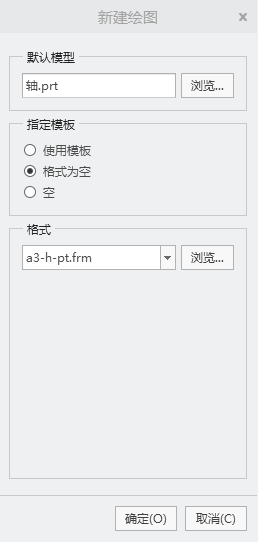 新建绘图
默认模型
轴.prt 浏览...
指定模板
使用模板
格式为空
空
格式
a3-h-pt.frm 浏览...
确定(O) 取消(C)